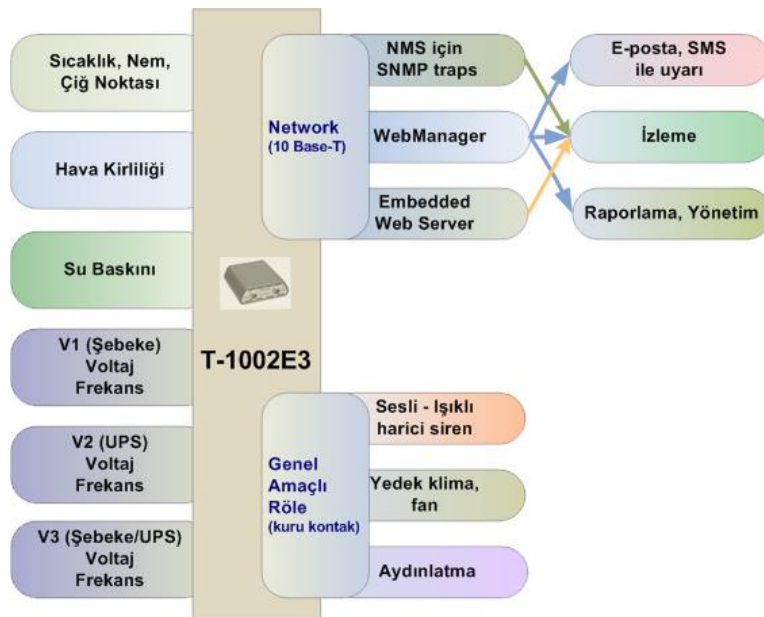 Sıcaklık, Nem,
Çiğ Noktası
Hava Kirliliği
Su Baskını
V1 (Şebeke)
Voltaj
Frekans
V2 (UPS)
Voltaj
Frekans
V3 (Şebeke/UPS)
Voltaj
Frekans
T-1002E3
Network
(10 Base-T)
NMS için
SNMP traps
WebManager
Embedded
Web Server
E-posta, SMS
ile uyarı
İzleme
Raporlama, Yönetim
Genel
Amaçlı
Röle
(kuru kontak)
Sesli - Işıklı
harici siren
Yedek klima,
fan
Aydınlatma